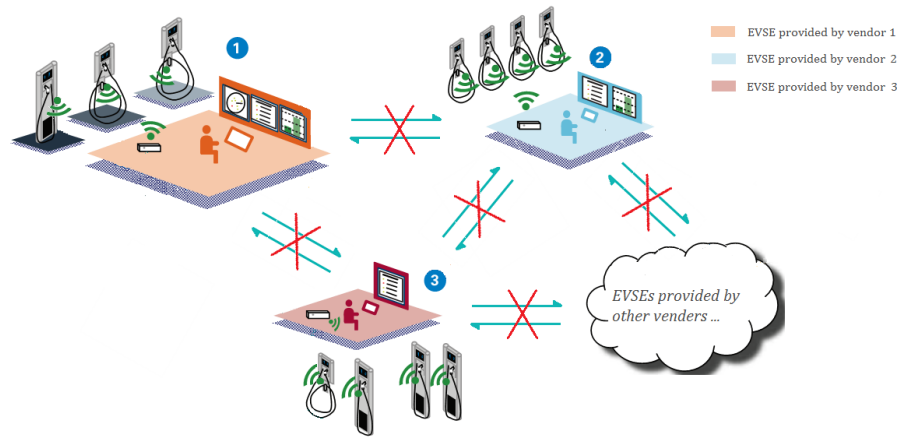 1
2
EVSE provided by vendor 1
EVSE provided by vendor 2
EVSE provided by vendor 3
3
EVSEs provided by
other venders ...